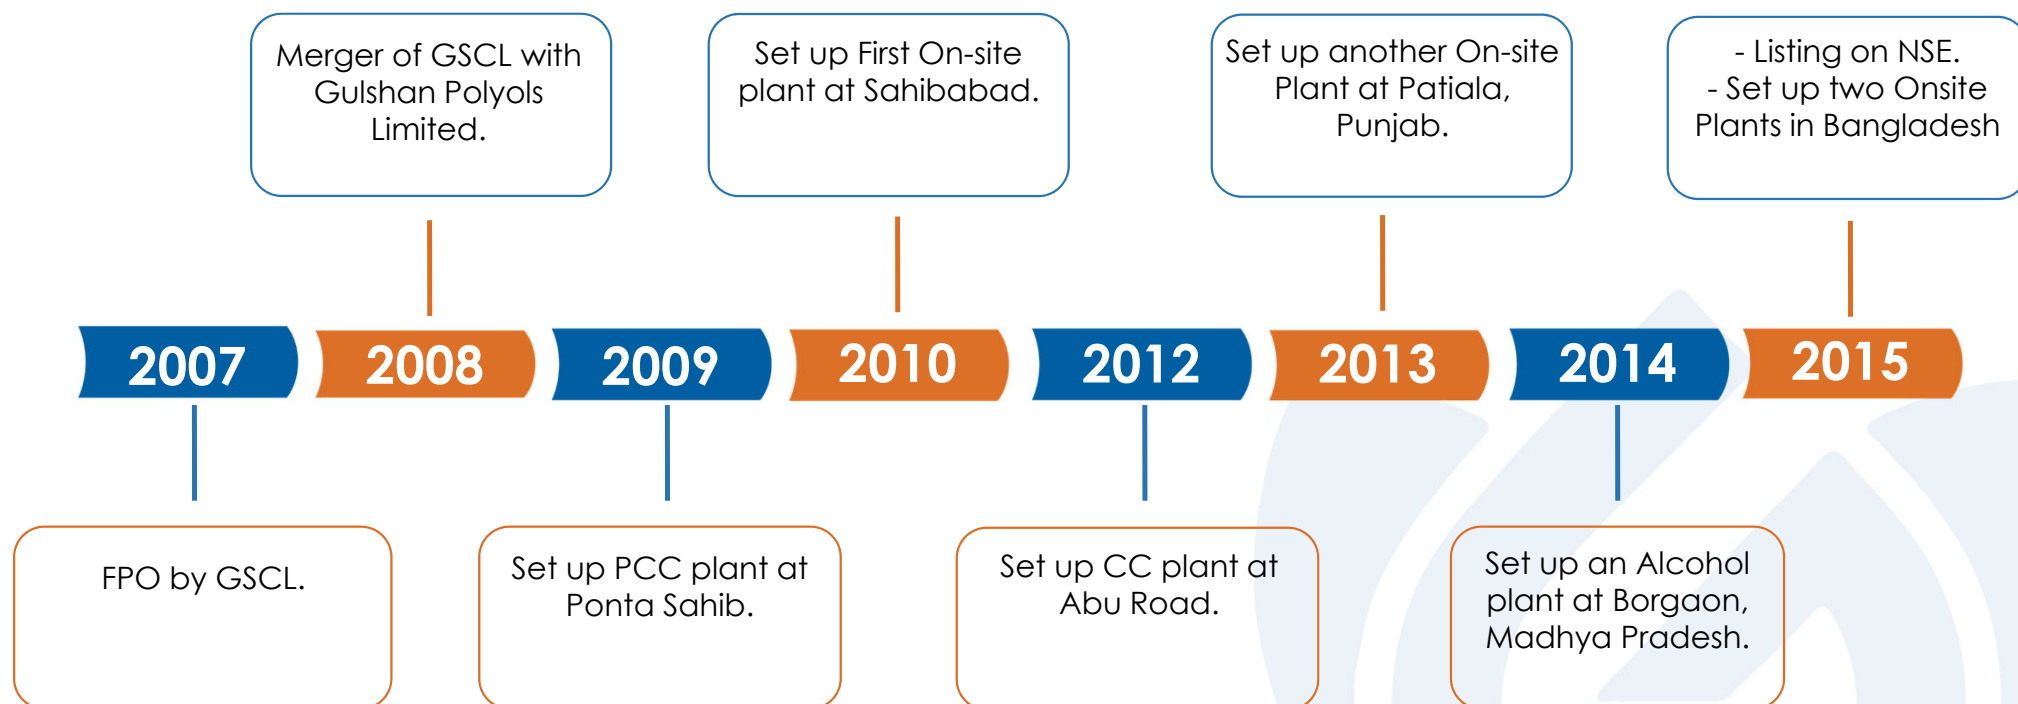 Merger of GSCL with
Gulshan Polyols
Limited.
Set up First On-site
plant at Sahibabad.
Set up another On-site
Plant at Patiala,
Punjab.
- Listing on NSE.
- Set up two Onsite
Plants in Bangladesh
2007
2008
2009
2010
2012
2013
2014
2015
FPO by GSCL.
Set up PCC plant at
Ponta Sahib.
Set up CC plant at
Abu Road.
Set up an Alcohol
plant at Borgaon,
Madhya Pradesh.